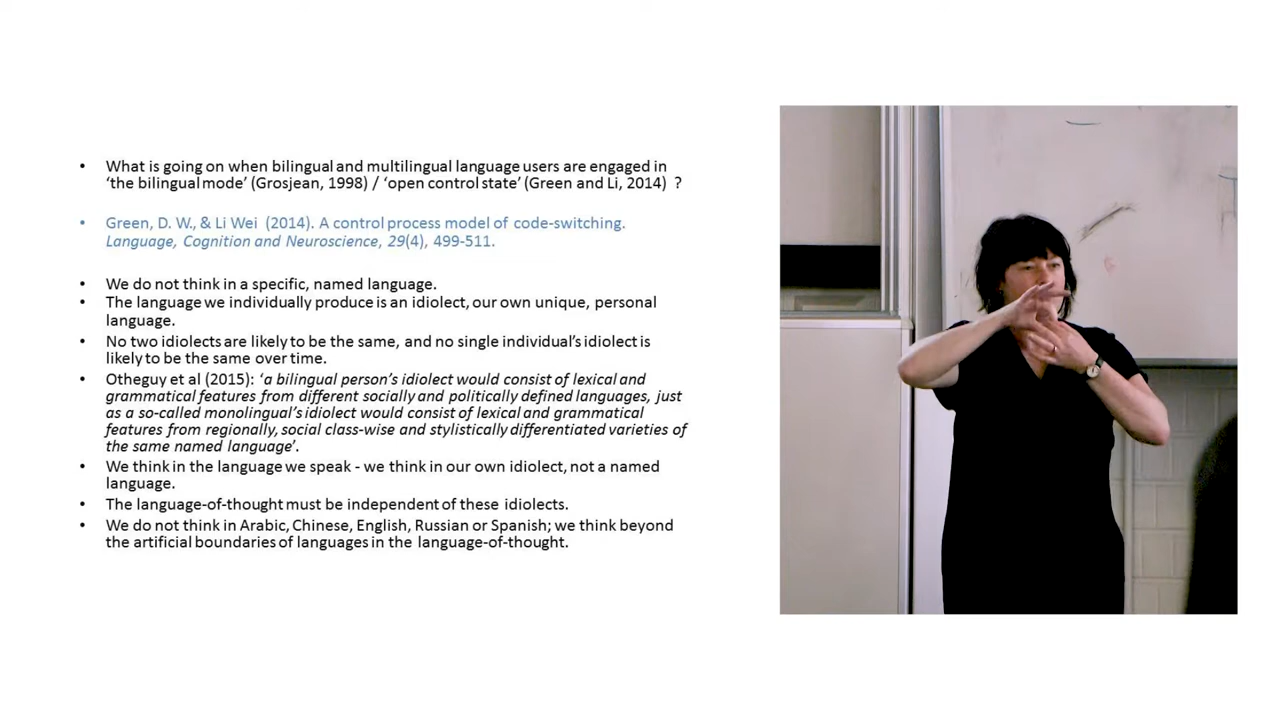 • What is going on when bilingual and multilingual language users are engaged in
‘the bilingual mode’ (Grosjean, 1998) / ‘open control state’ (Green and Li, 2014) ?
• Green, D. W., & Li Wei (2014). A control process model of code-switching.
Language, Cognition and Neuroscience, 29(4), 499-511.
• We do not think in a specific, named language.
• The language we individually produce is an idiolect, our own unique, personal
language.
• No two idiolects are likely to be the same, and no single individual’s idiolect is
likely to be the same over time.
• Otheguy et al (2015): ‘a bilingual person’s idiolect would consist of lexical and
grammatical features from different socially and politically defined languages, just
as a so-called monolingual’s idiolect would consist of lexical and grammatical
features from regionally, social class-wise and stylistically differentiated varieties of
the same named language’.
• We think in the language we speak - we think in our own idiolect, not a named
language.
• The language-of-thought must be independent of these idiolects.
• We do not think in Arabic, Chinese, English, Russian or Spanish; we think beyond
the artificial boundaries of languages in the language-of-thought.